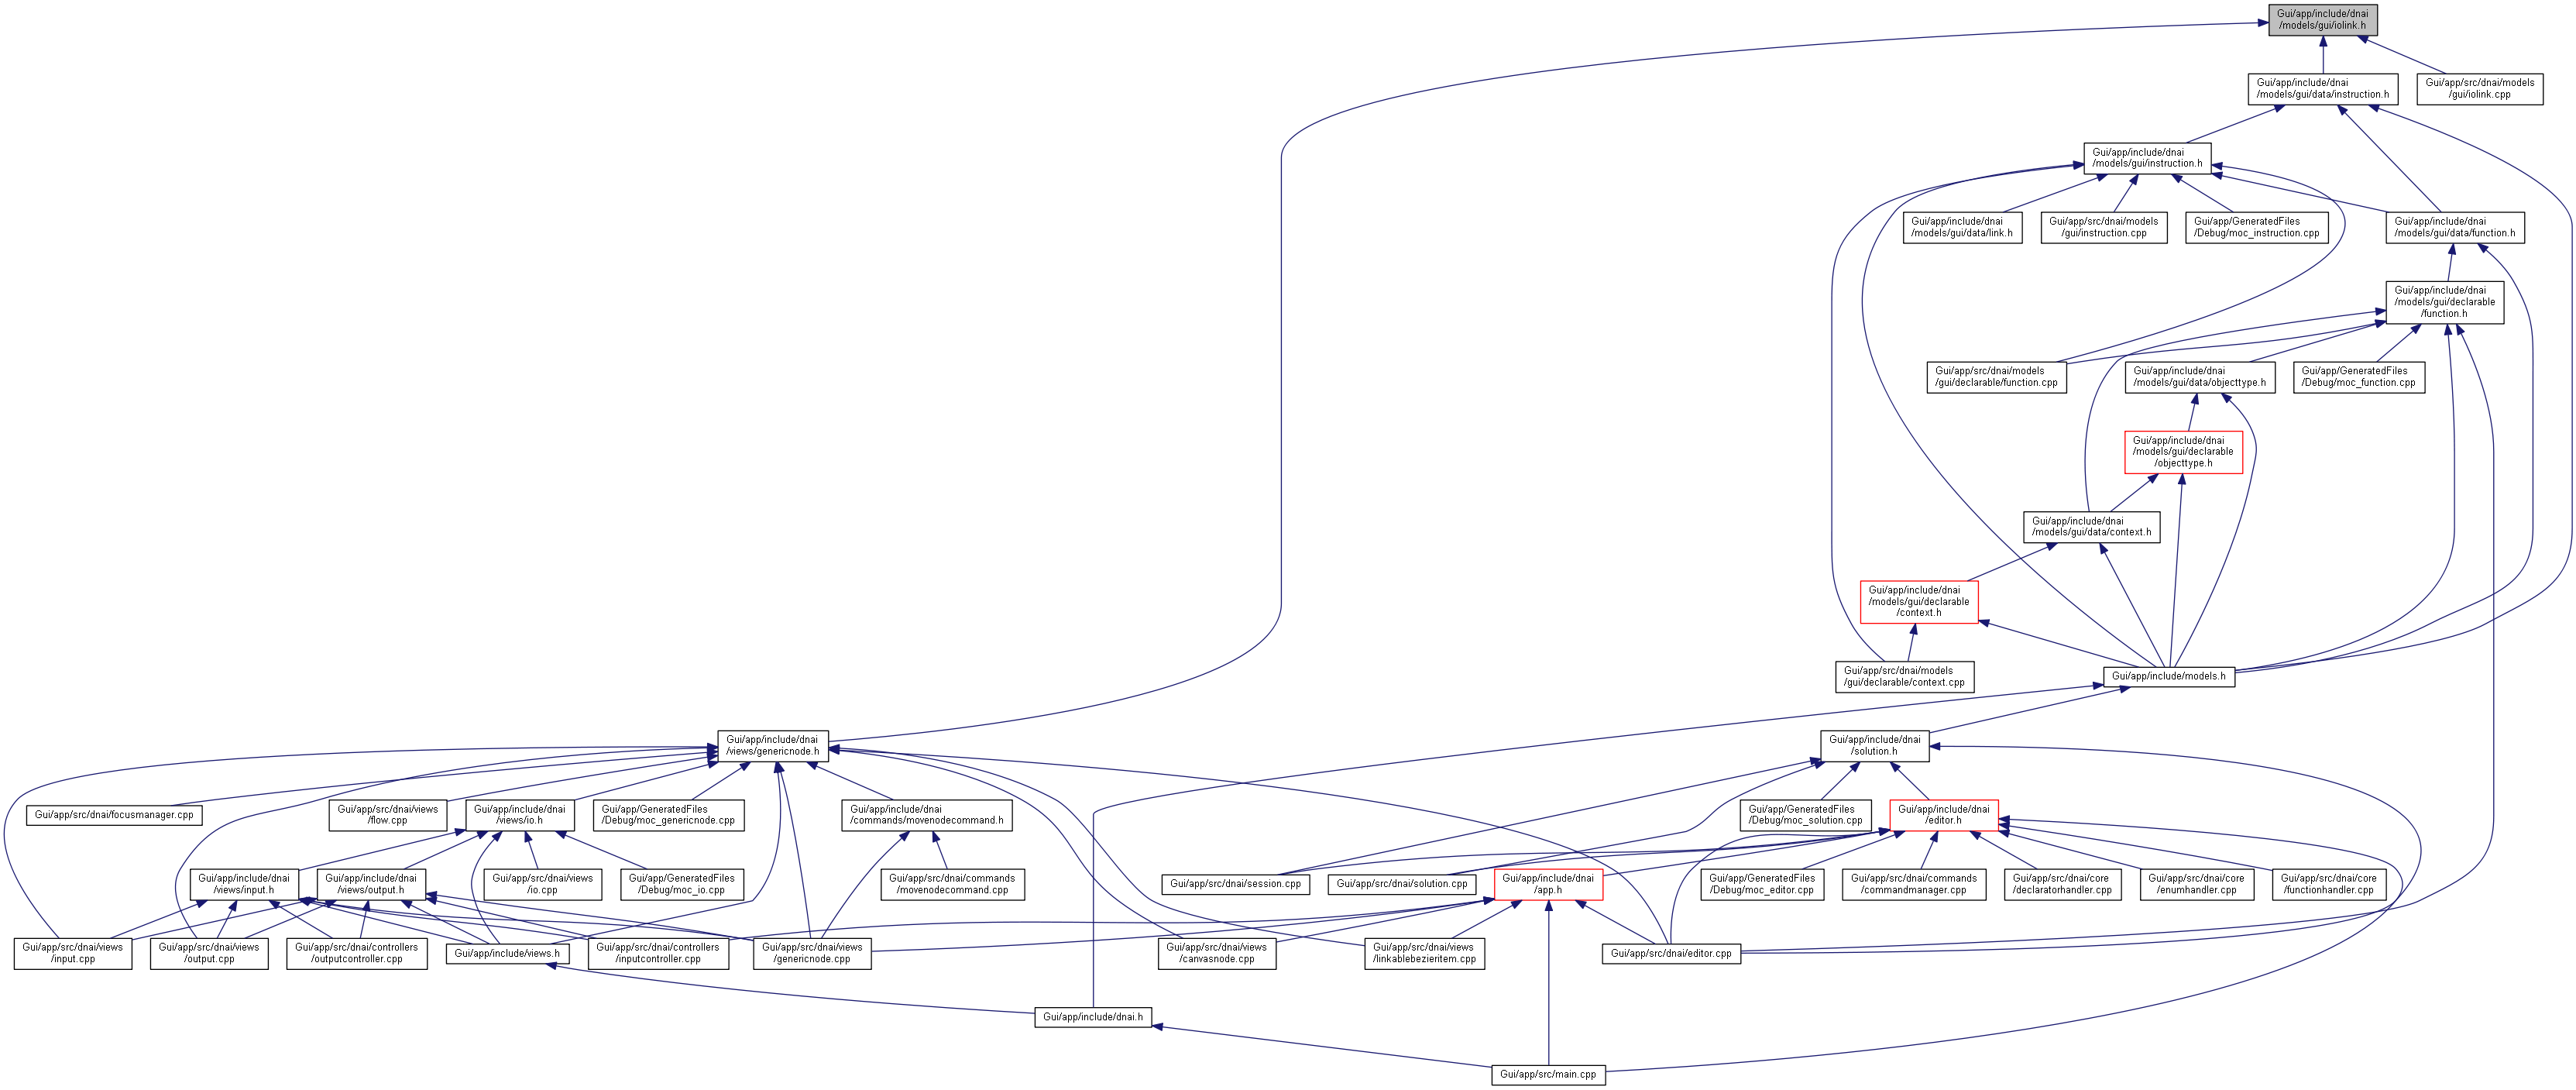 Gui/app/include/dnai
/models/gui/iolink.h
Gui/app/include/dnai
/models/gui/data/instruction.h
Gui/app/src/dnai/models
/gui/iolink.cpp
Gui/app/include/dnai
/models/gui/instruction.h
Gui/app/include/dnai
/models/gui/data/link.h
Gui/app/src/dnai/models
/gui/instruction.cpp
Gui/app/GeneratedFiles
/Debug/moc_instruction.cpp
Gui/app/include/dnai
/models/gui/data/function.h
Gui/app/include/dnai
/models/gui/declarable
/function.h
Gui/app/src/dnai/models
/gui/declarable/function.cpp
Gui/app/include/dnai
/models/gui/data/objecttype.h
Gui/app/GeneratedFiles
/Debug/moc_function.cpp
Gui/app/include/dnai
/models/gui/declarable
/objecttype.h
Gui/app/include/dnai
/models/gui/data/context.h
Gui/app/include/dnai
/models/gui/declarable
/context.h
Gui/app/src/dnai/models
/gui/declarable/context.cpp
Gui/app/include/models.h
Gui/app/include/dnai
/views/genericnode.h
Gui/app/include/dnai
/solution.h
Gui/app/src/dnai/focusmanager.cpp
Gui/app/src/dnai/views
/flow.cpp
Gui/app/include/dnai
/views/io.h
Gui/app/GeneratedFiles
/Debug/moc_genericnode.cpp
Gui/app/include/dnai
/commands/movenodecommand.h
Gui/app/GeneratedFiles
/Debug/moc_solution.cpp
Gui/app/include/dnai
/editor.h
Gui/app/include/dnai
/views/input.h
Gui/app/include/dnai
/views/output.h
Gui/app/src/dnai/views
/io.cpp
Gui/app/GeneratedFiles
/Debug/moc_io.cpp
Gui/app/src/dnai/commands
/movenodecommand.cpp
Gui/app/src/dnai/session.cpp
Gui/app/src/dnai/solution.cpp
Gui/app/include/dnai
/app.h
Gui/app/GeneratedFiles
/Debug/moc_editor.cpp
Gui/app/src/dnai/commands
/commandmanager.cpp
Gui/app/src/dnai/core
/declaratorhandler.cpp
Gui/app/src/dnai/core
/enumhandler.cpp
Gui/app/src/dnai/core
/functionhandler.cpp
Gui/app/src/dnai/views
/input.cpp
Gui/app/src/dnai/views
/output.cpp
Gui/app/src/dnai/controllers
/outputcontroller.cpp
Gui/app/include/views.h
Gui/app/src/dnai/controllers
/inputcontroller.cpp
Gui/app/src/dnai/views
/genericnode.cpp
Gui/app/src/dnai/views
/canvasnode.cpp
Gui/app/src/dnai/views
/linkablebezieritem.cpp
Gui/app/src/dnai/editor.cpp
Gui/app/include/dnai.h
Gui/app/src/main.cpp